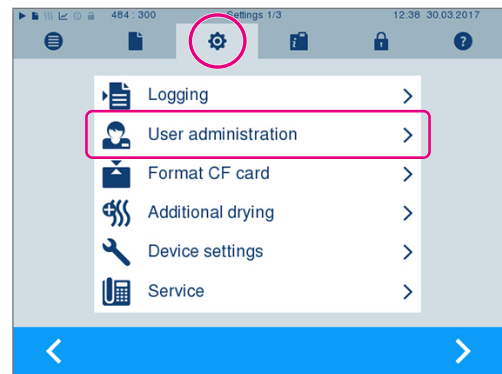 484 : 300 Settings 1/3 12:38 30.03.2017
Logging
User administration
Format CF card
Additional drying
Device settings
Service